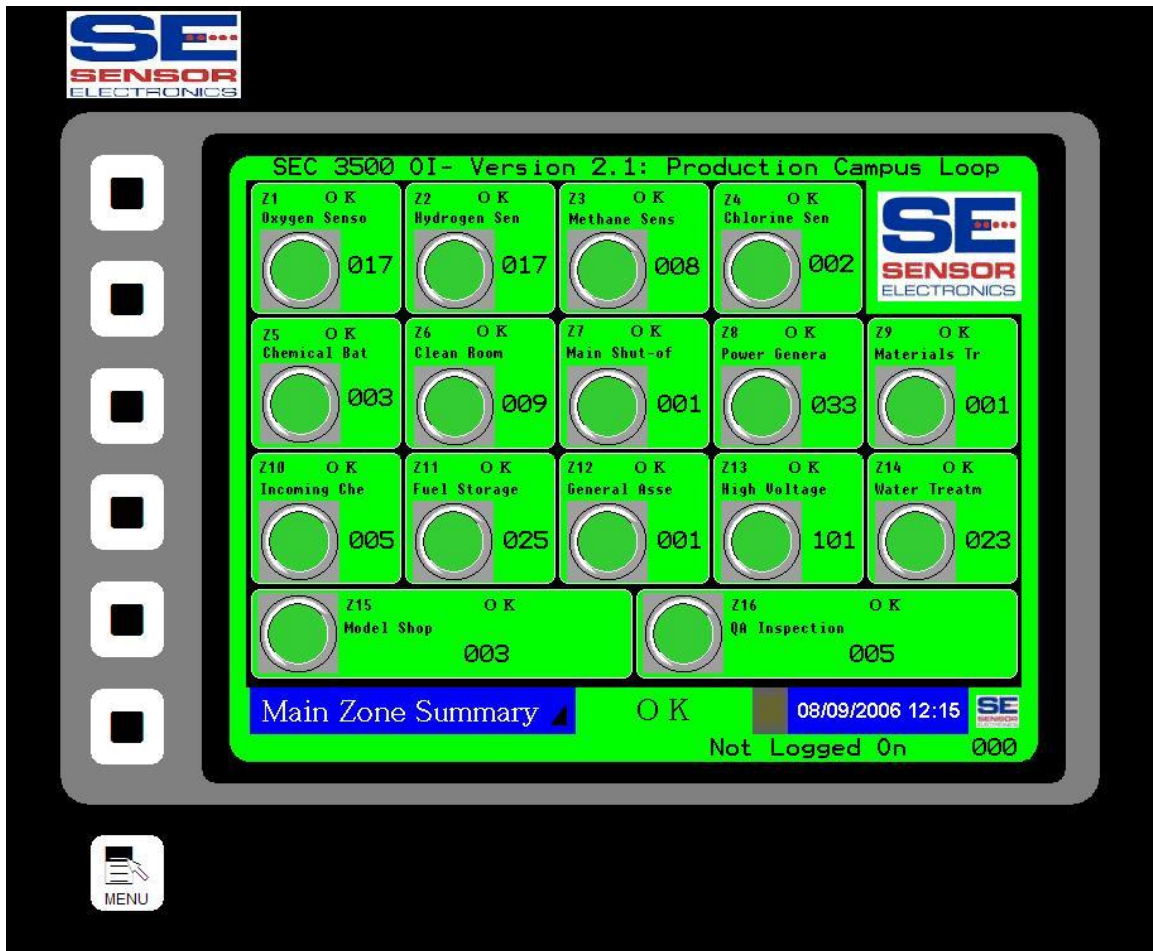 SE
SENSOR
ELECTRONICS
SEC 3500 OI- Version 2.1: Production Campus Loop
Z1 OK
Oxygen Senso
017
Z2 OK
Hydrogen Sen
017
Z3 OK
Methane Sens
008
Z4 OK
Chlorine Sen
002
SE
SENSOR
ELECTRONICS
Z5 OK
Chemical Bat
003
Z6 OK
Clean Room
009
Z7 OK
Main Shut-of
001
Z8 OK
Power Genera
033
Z9 OK
Materials Tr
001
Z10 OK
Incoming Che
005
Z11 OK
Fuel Storage
025
Z12 OK
General Asse
001
Z13 OK
High Voltage
101
Z14 OK
Water Treatm
023
Z15 OK
Model Shop
003
Z16 OK
QA Inspection
005
Main Zone Summary OK 08/09/2006 12:15 SE
SENSOR
Not Logged On 000
MENU